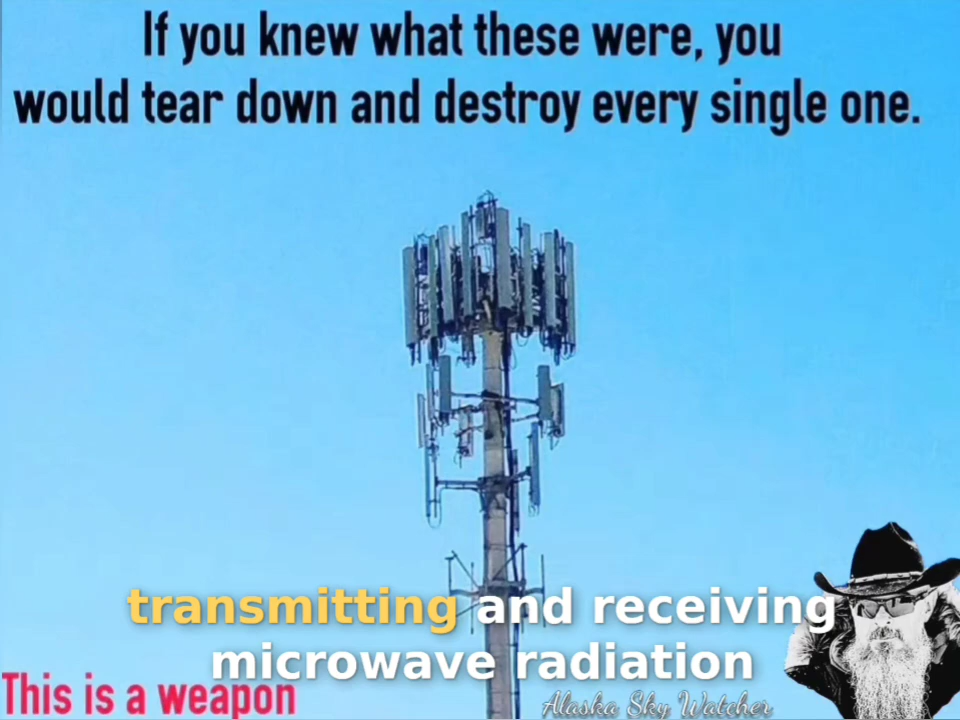 If you knew what these were, you
would tear down and destroy every single one.
transmitting and receiving
microwave radiation
This is a weapon
Alaska Sky Watcher